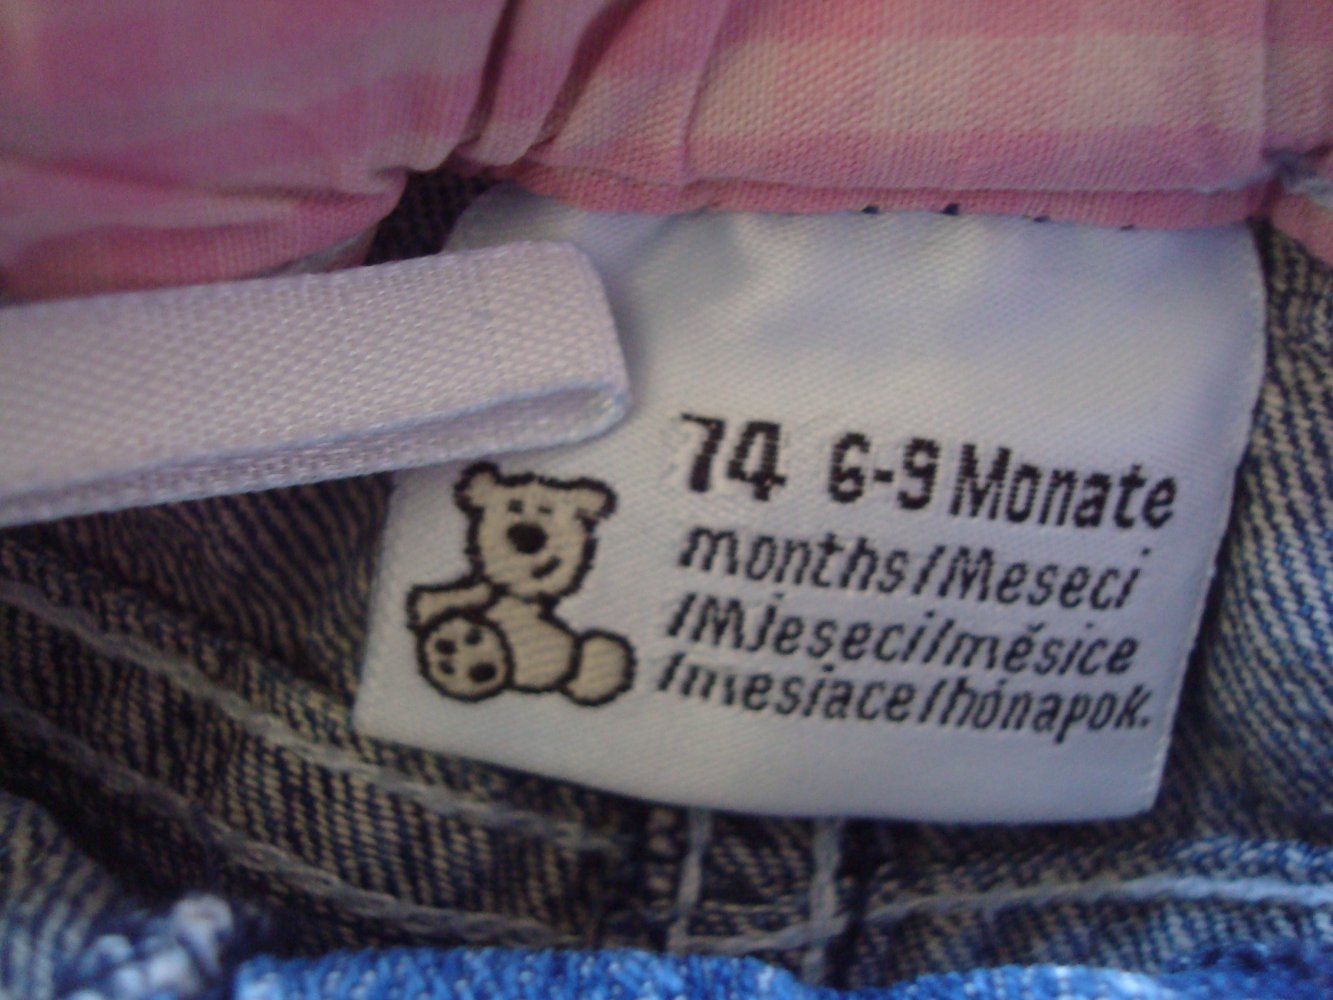 74 6-9 Monate
months/Meseci
/Mjeseci/měsíce
/mesiace/hónapok.